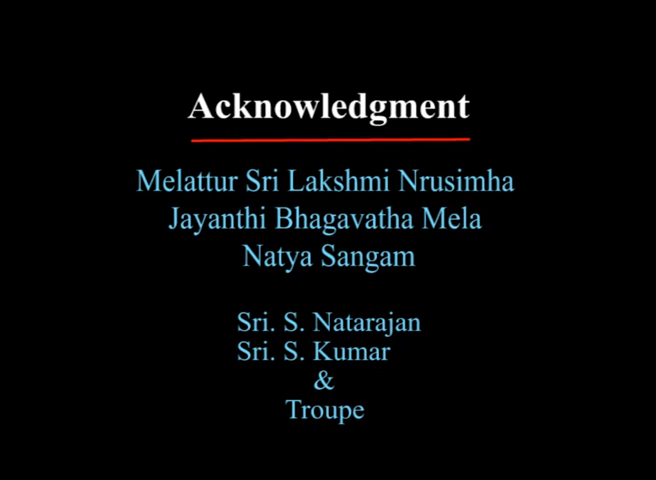 Acknowledgment
Melattur Sri Lakshmi Nrusimha
Jayanthi Bhagavatha Mela
Natya Sangam
Sri. S. Natarajan
Sri. S. Kumar
&
Troupe